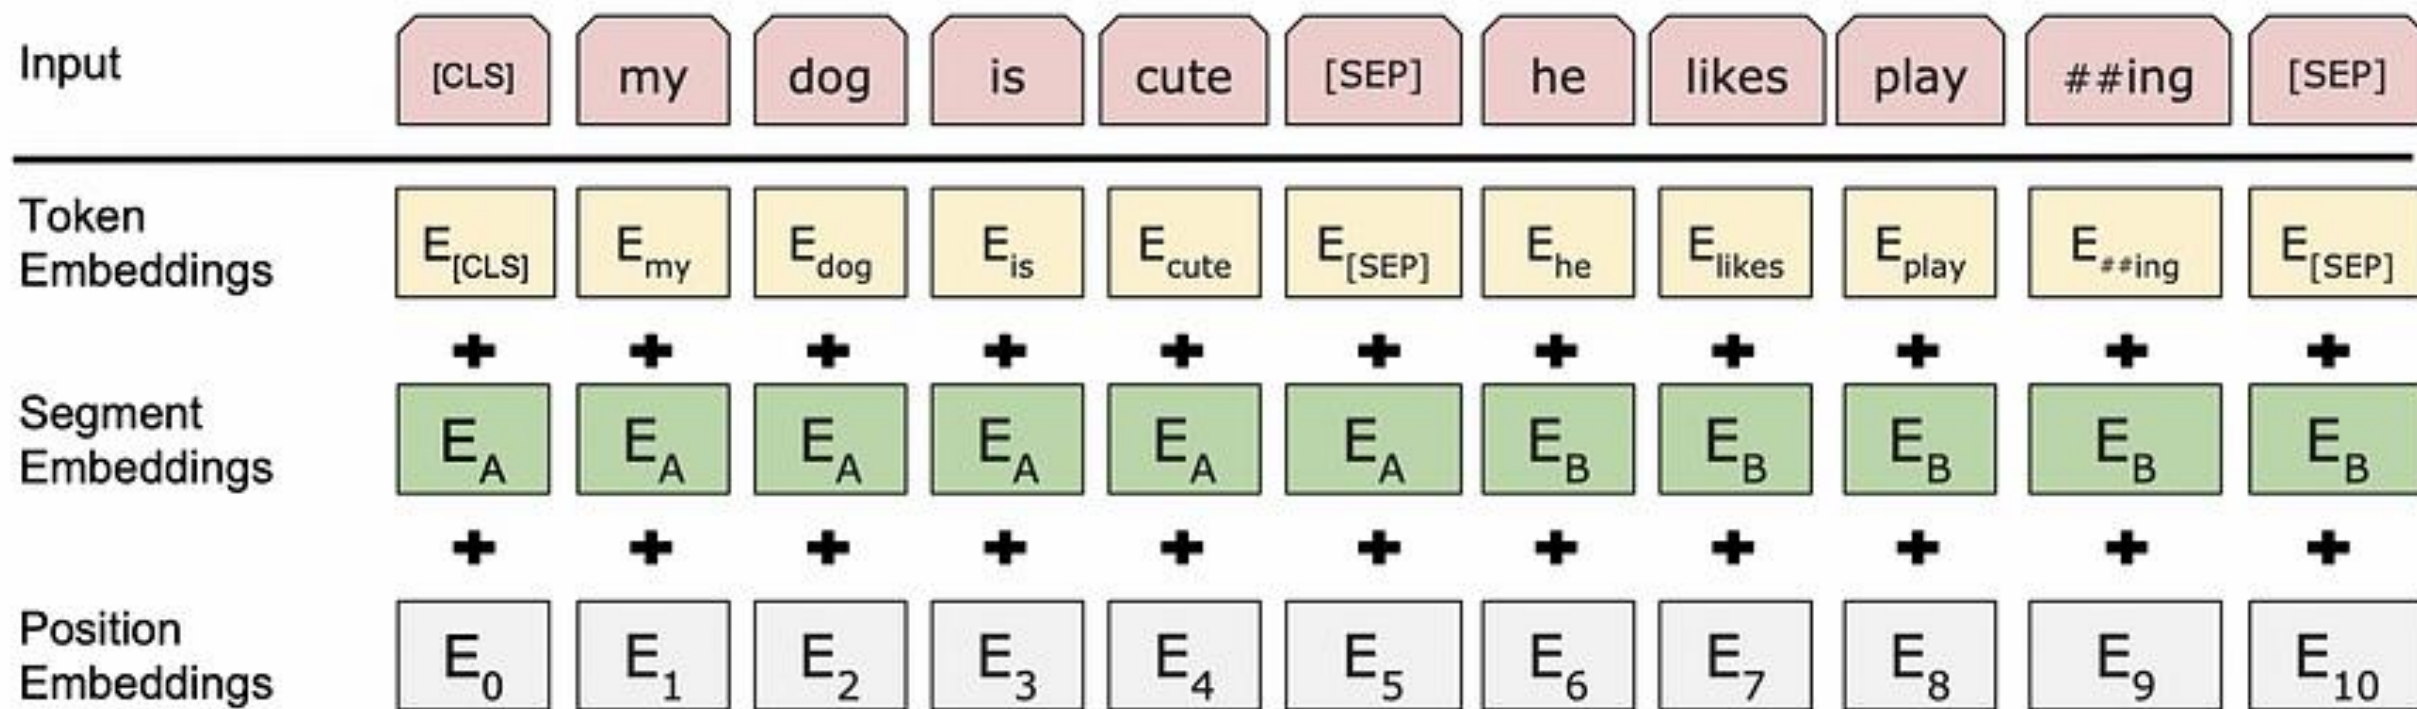 Input [CLS] my dog is cute [SEP] he likes play ##ing [SEP]
Token Embeddings E[CLS] Emy Edog Eis Ecute E[SEP] Ehe Elikes Eplay E##ing E[SEP]
+ + + + + + + + + + +
Segment Embeddings EA EA EA EA EA EA EB EB EB EB EB
+ + + + + + + + + + +
Position Embeddings E0 E1 E2 E3 E4 E5 E6 E7 E8 E9 E10